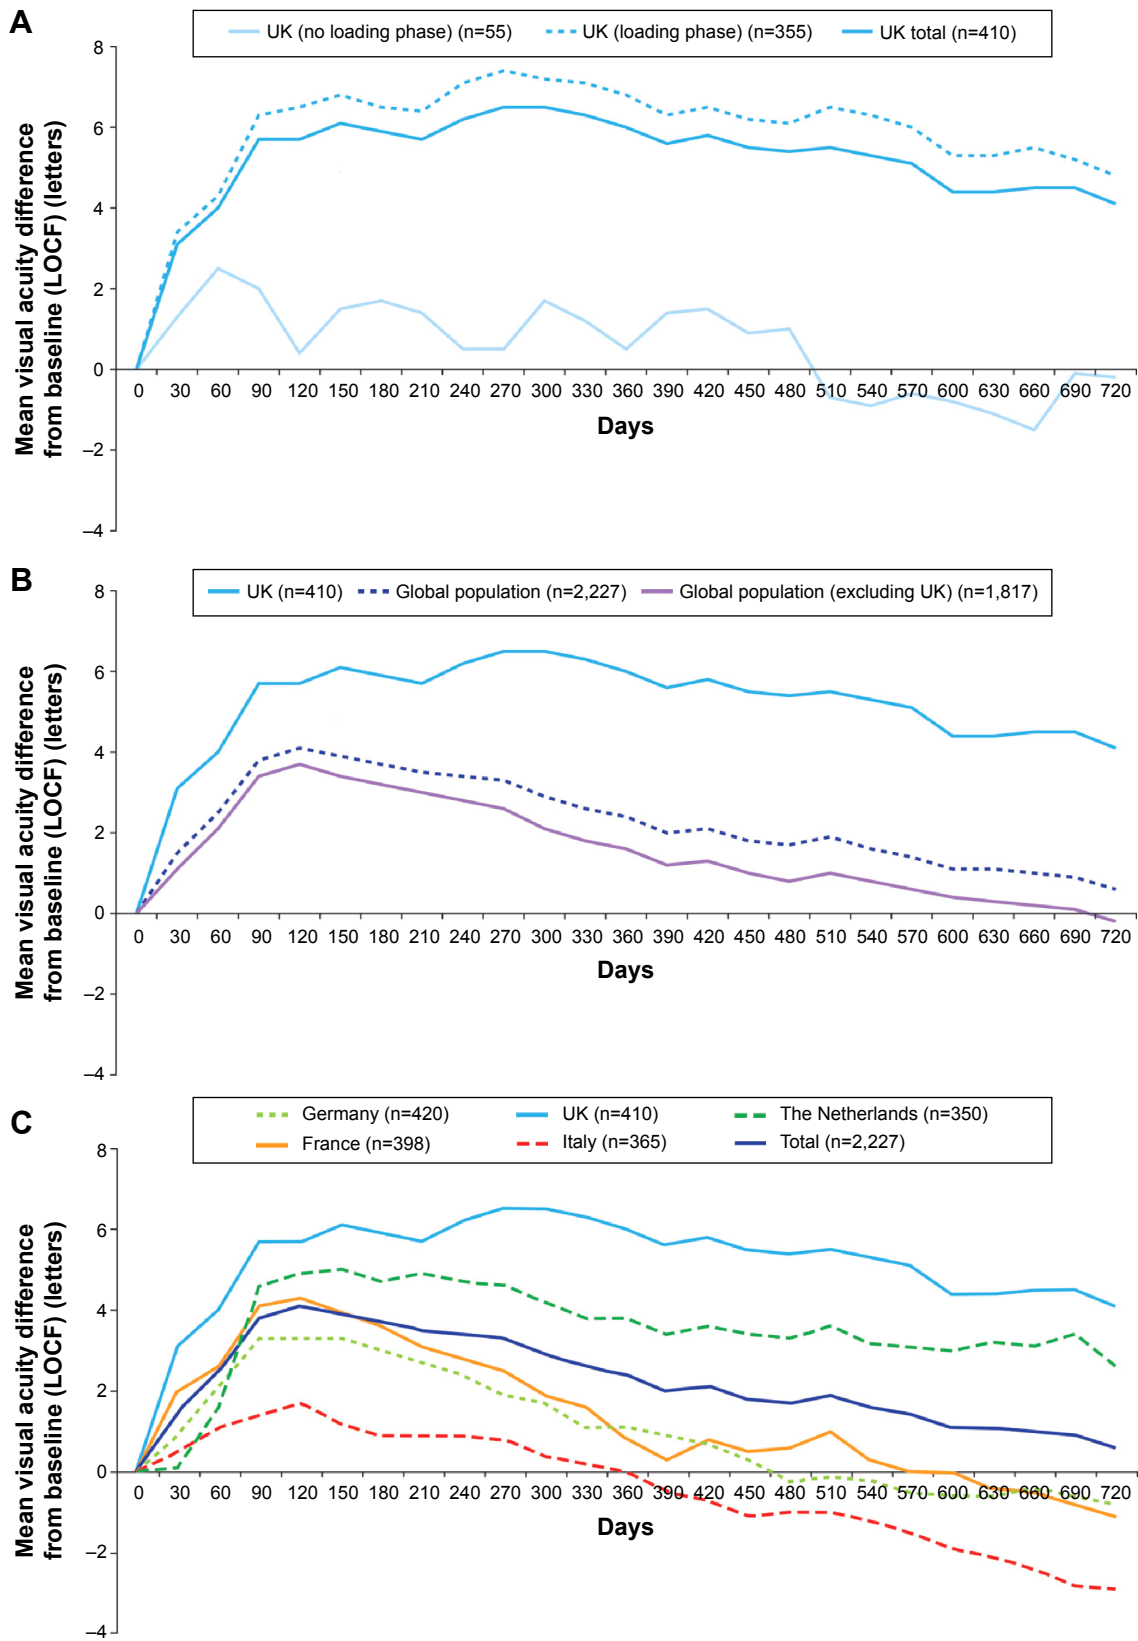 A
UK (no loading phase) (n=55) UK (loading phase) (n=355) UK total (n=410)
Mean visual acuity difference
from baseline (LOCF) (letters)
8
6
4
2
0
–2
–4
0 30 60 90 120 150 180 210 240 270 300 330 360 390 420 450 480 510 540 570 600 630 660 690 720
Days
B
UK (n=410) Global population (n=2,227) Global population (excluding UK) (n=1,817)
Mean visual acuity difference
from baseline (LOCF) (letters)
8
6
4
2
0
–2
–4
0 30 60 90 120 150 180 210 240 270 300 330 360 390 420 450 480 510 540 570 600 630 660 690 720
Days
C
Germany (n=420) UK (n=410) The Netherlands (n=350)
France (n=398) Italy (n=365) Total (n=2,227)
Mean visual acuity difference
from baseline (LOCF) (letters)
8
6
4
2
0
–2
–4
0 30 60 90 120 150 180 210 240 270 300 330 360 390 420 450 480 510 540 570 600 630 660 690 720
Days